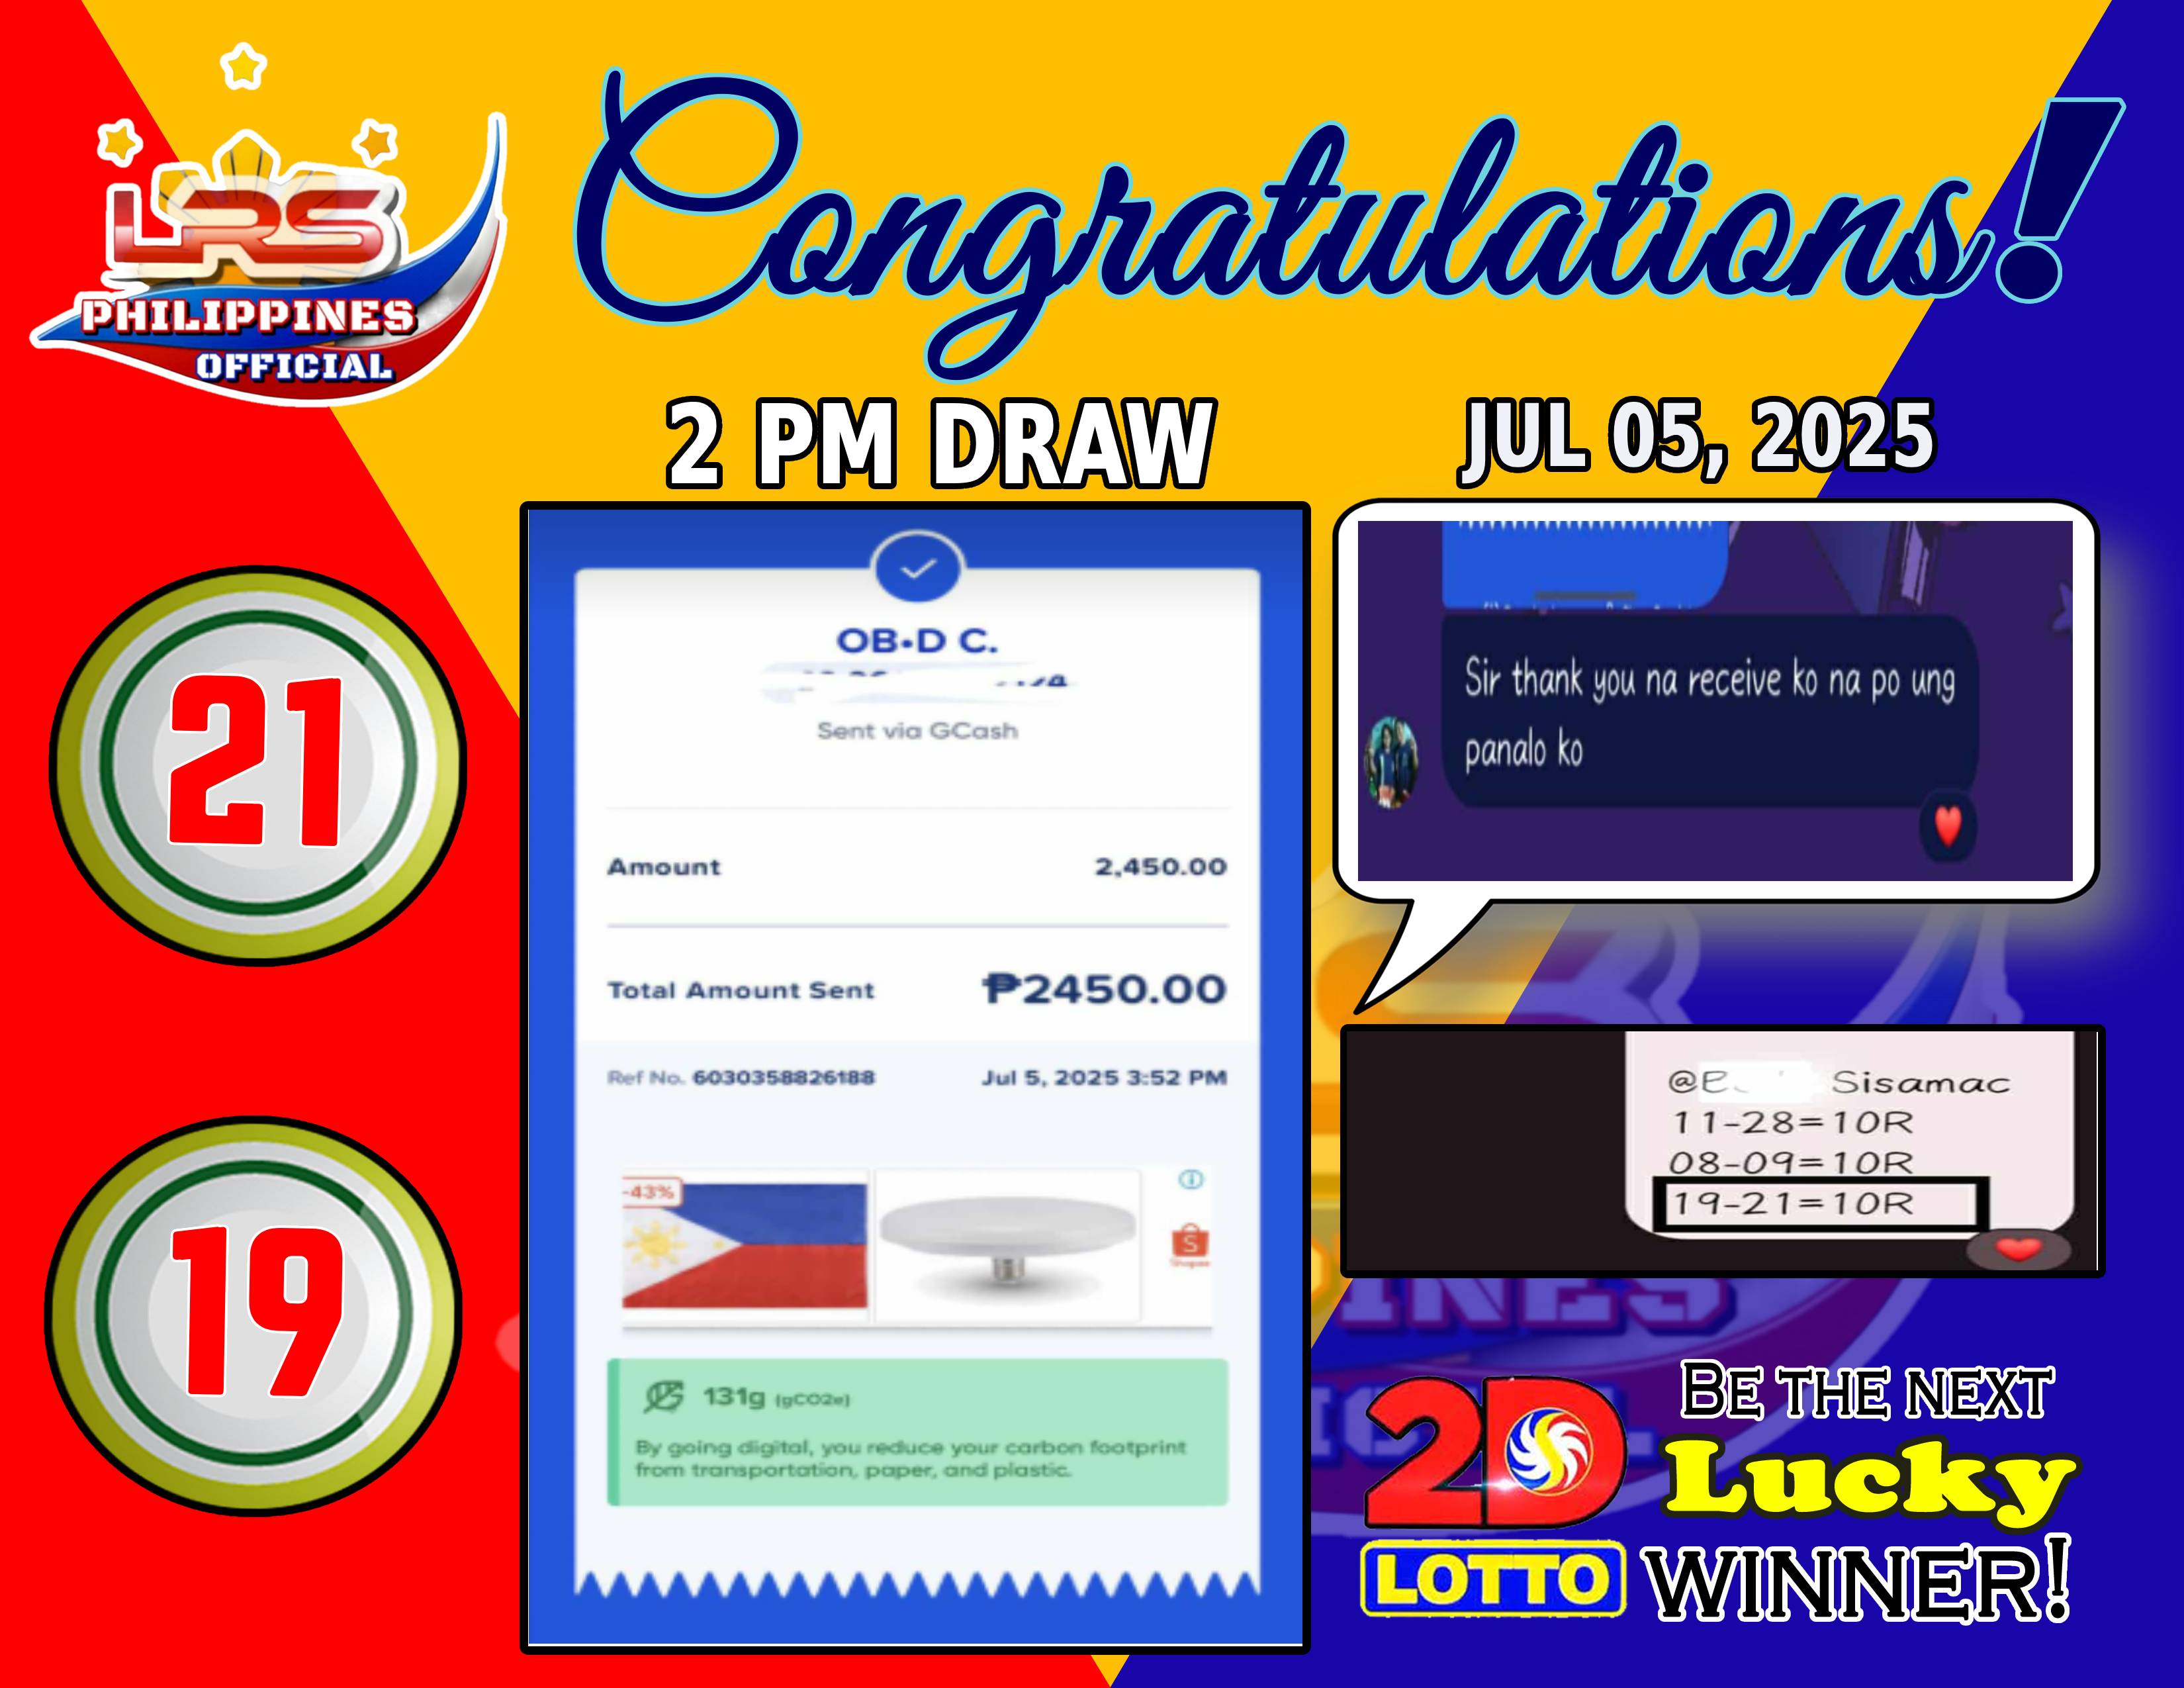 LRS
PHILIPPINES
OFFICIAL
Congratulations!
2 PM DRAW
JUL 05, 2025
21
19
OB•D C.
Sent via GCash
Amount 2,450.00
Total Amount Sent ₱2450.00
Ref No. 6030358826188 Jul 5, 2025 3:52 PM
-43%
S
Shopee
131g (gCO2e)
By going digital, you reduce your carbon footprint
from transportation, paper, and plastic.
Sir thank you na receive ko na po ung
panalo ko
Sisamac
11-28=10R
08-09=10R
19-21=10R
2D
LOTTO
BE THE NEXT
Lucky
WINNER!